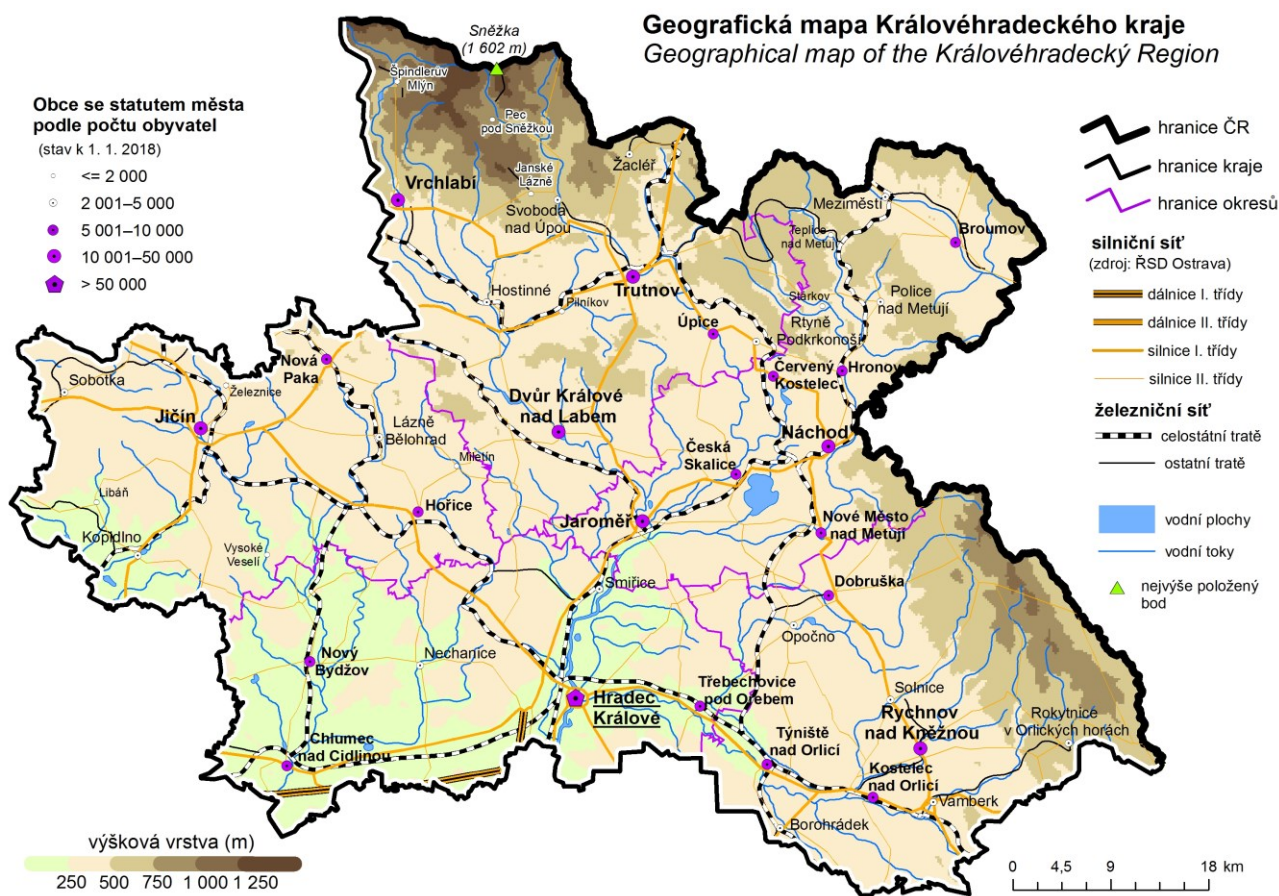 Geografická mapa Královéhradeckého kraje
Geographical map of the Královéhradecký Region
Sněžka
(1 602 m)
Obce se statutem města
podle počtu obyvatel
(stav k 1. 1. 2018)
<= 2 000
2 001–5 000
5 001–10 000
10 001–50 000
> 50 000
hranice ČR
hranice kraje
hranice okresů
silniční síť
(zdroj: ŘSD Ostrava)
dálnice I. třídy
dálnice II. třídy
silnice I. třídy
silnice II. třídy
železniční síť
celostátní tratě
ostatní tratě
vodní plochy
vodní toky
nejvýše položený
bod
Špindlerův
Mlýn
Pec
pod Sněžkou
Janské
Lázně
Žacléř
Vrchlabí
Svoboda
nad Úpou
Meziměstí
Teplice
nad Metují
Broumov
Hostinné
Pilníkov
Trutnov
Stárkov
Police
nad Metují
Úpice
Rtyně
v Podkrkonoší
Nová
Paka
Sobotka
Železnice
Červený
Kostelec
Hronov
Jičín
Dvůr Králové
nad Labem
Lázně
Bělohrad
Miletín
Náchod
Česká
Skalice
Libáň
Hořice
Jaroměř
Nové Město
nad Metují
Kopidlno
Vysoké
Veselí
Smiřice
Dobruška
Opočno
Nový
Bydžov
Nechanice
Třebechovice
pod Orebem
Hradec
Králové
Solnice
Rychnov
nad Kněžnou
Rokytnice
v Orlických horách
Chlumec
nad Cidlinou
Týniště
nad Orlicí
Kostelec
nad Orlicí
Vamberk
Borohrádek
výšková vrstva (m)
250 500 750 1 000 1 250
0 4,5 9 18 km